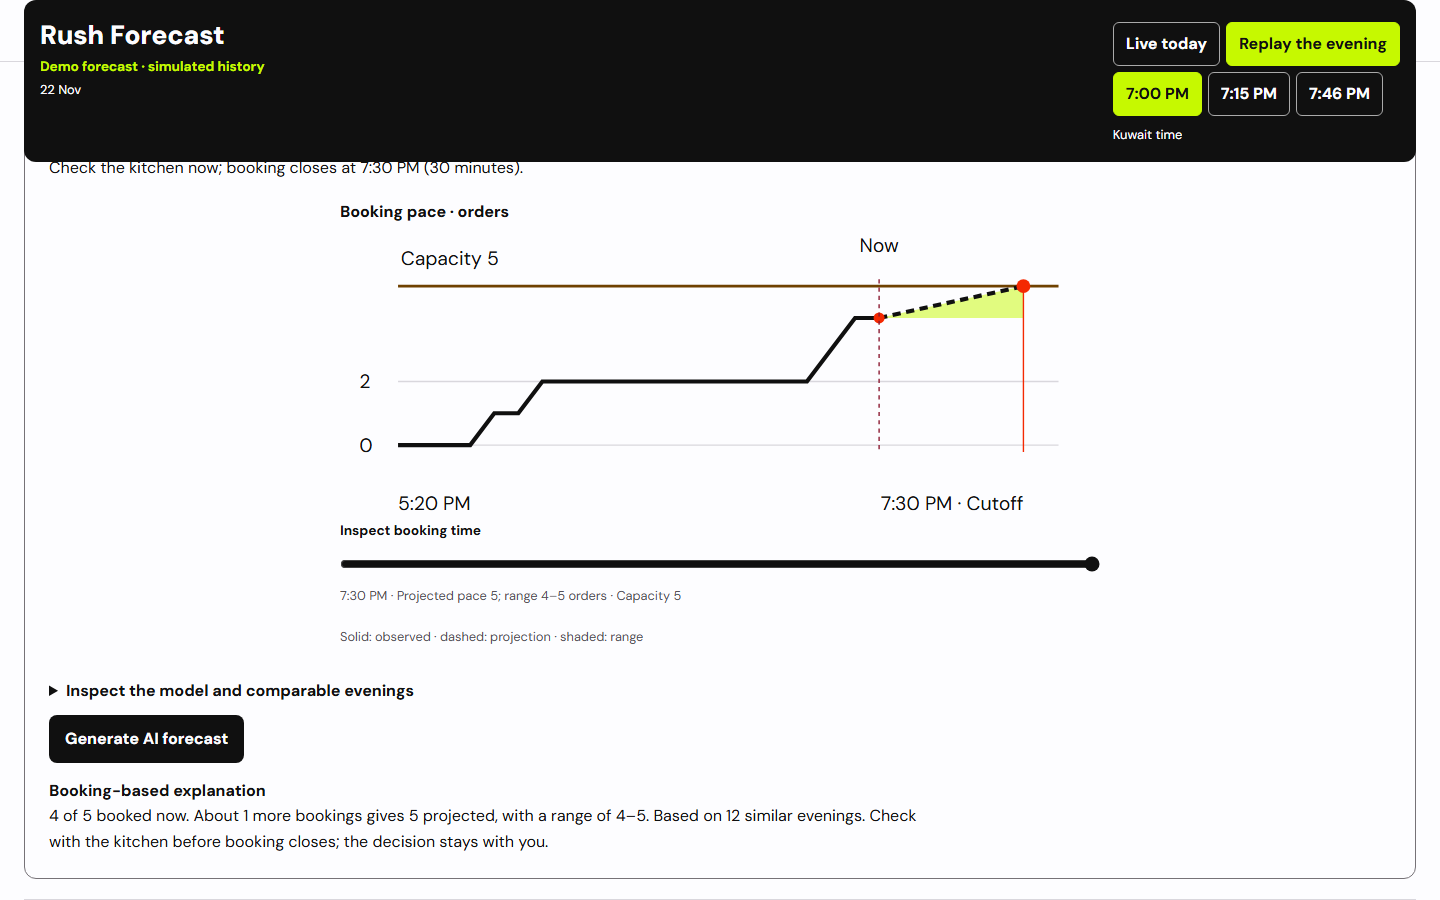 Rush Forecast
Demo forecast · simulated history
22 Nov
Live today
Replay the evening
7:00 PM
7:15 PM
7:46 PM
Kuwait time
Check the kitchen now; booking closes at 7:30 PM (30 minutes).
Booking pace · orders
Now
Capacity 5
2
0
5:20 PM
7:30 PM · Cutoff
Inspect booking time
7:30 PM · Projected pace 5; range 4–5 orders · Capacity 5
Solid: observed · dashed: projection · shaded: range
Inspect the model and comparable evenings
Generate AI forecast
Booking-based explanation
4 of 5 booked now. About 1 more bookings gives 5 projected, with a range of 4–5. Based on 12 similar evenings. Check
with the kitchen before booking closes; the decision stays with you.